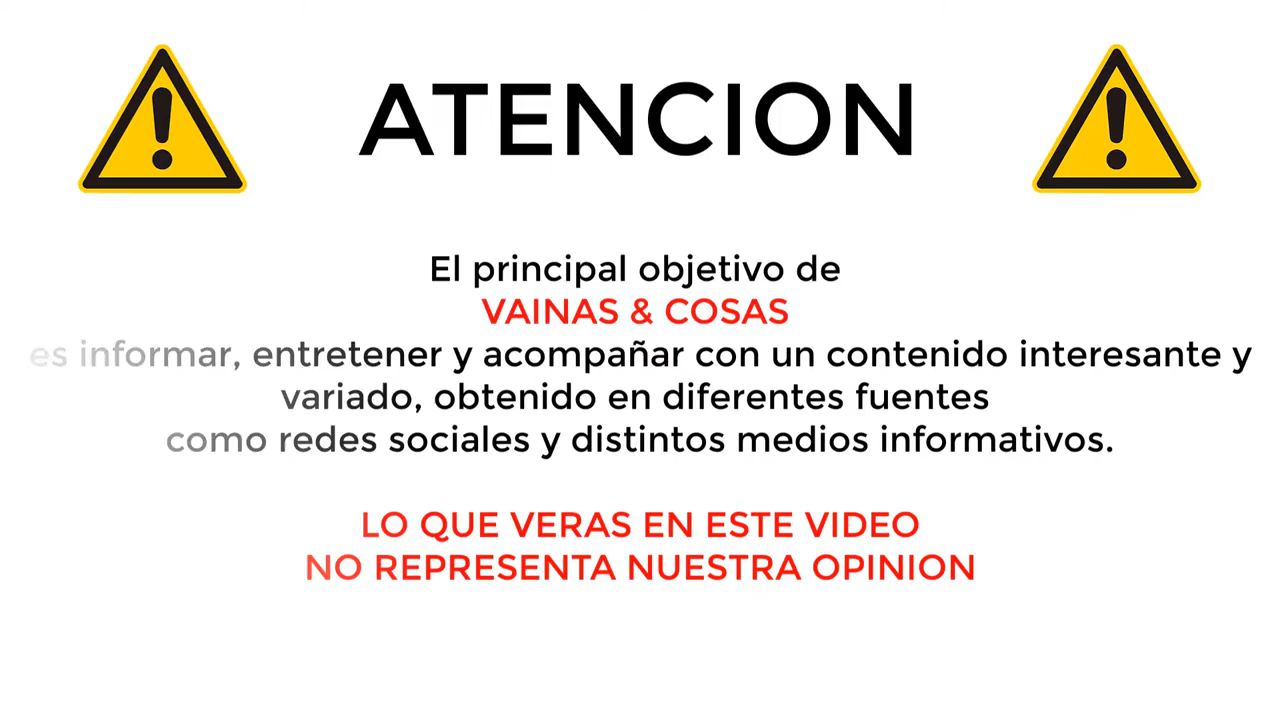 ATENCION
El principal objetivo de
VAINAS & COSAS
es informar, entretener y acompañar con un contenido interesante y
variado, obtenido en diferentes fuentes
como redes sociales y distintos medios informativos.
LO QUE VERAS EN ESTE VIDEO
NO REPRESENTA NUESTRA OPINION